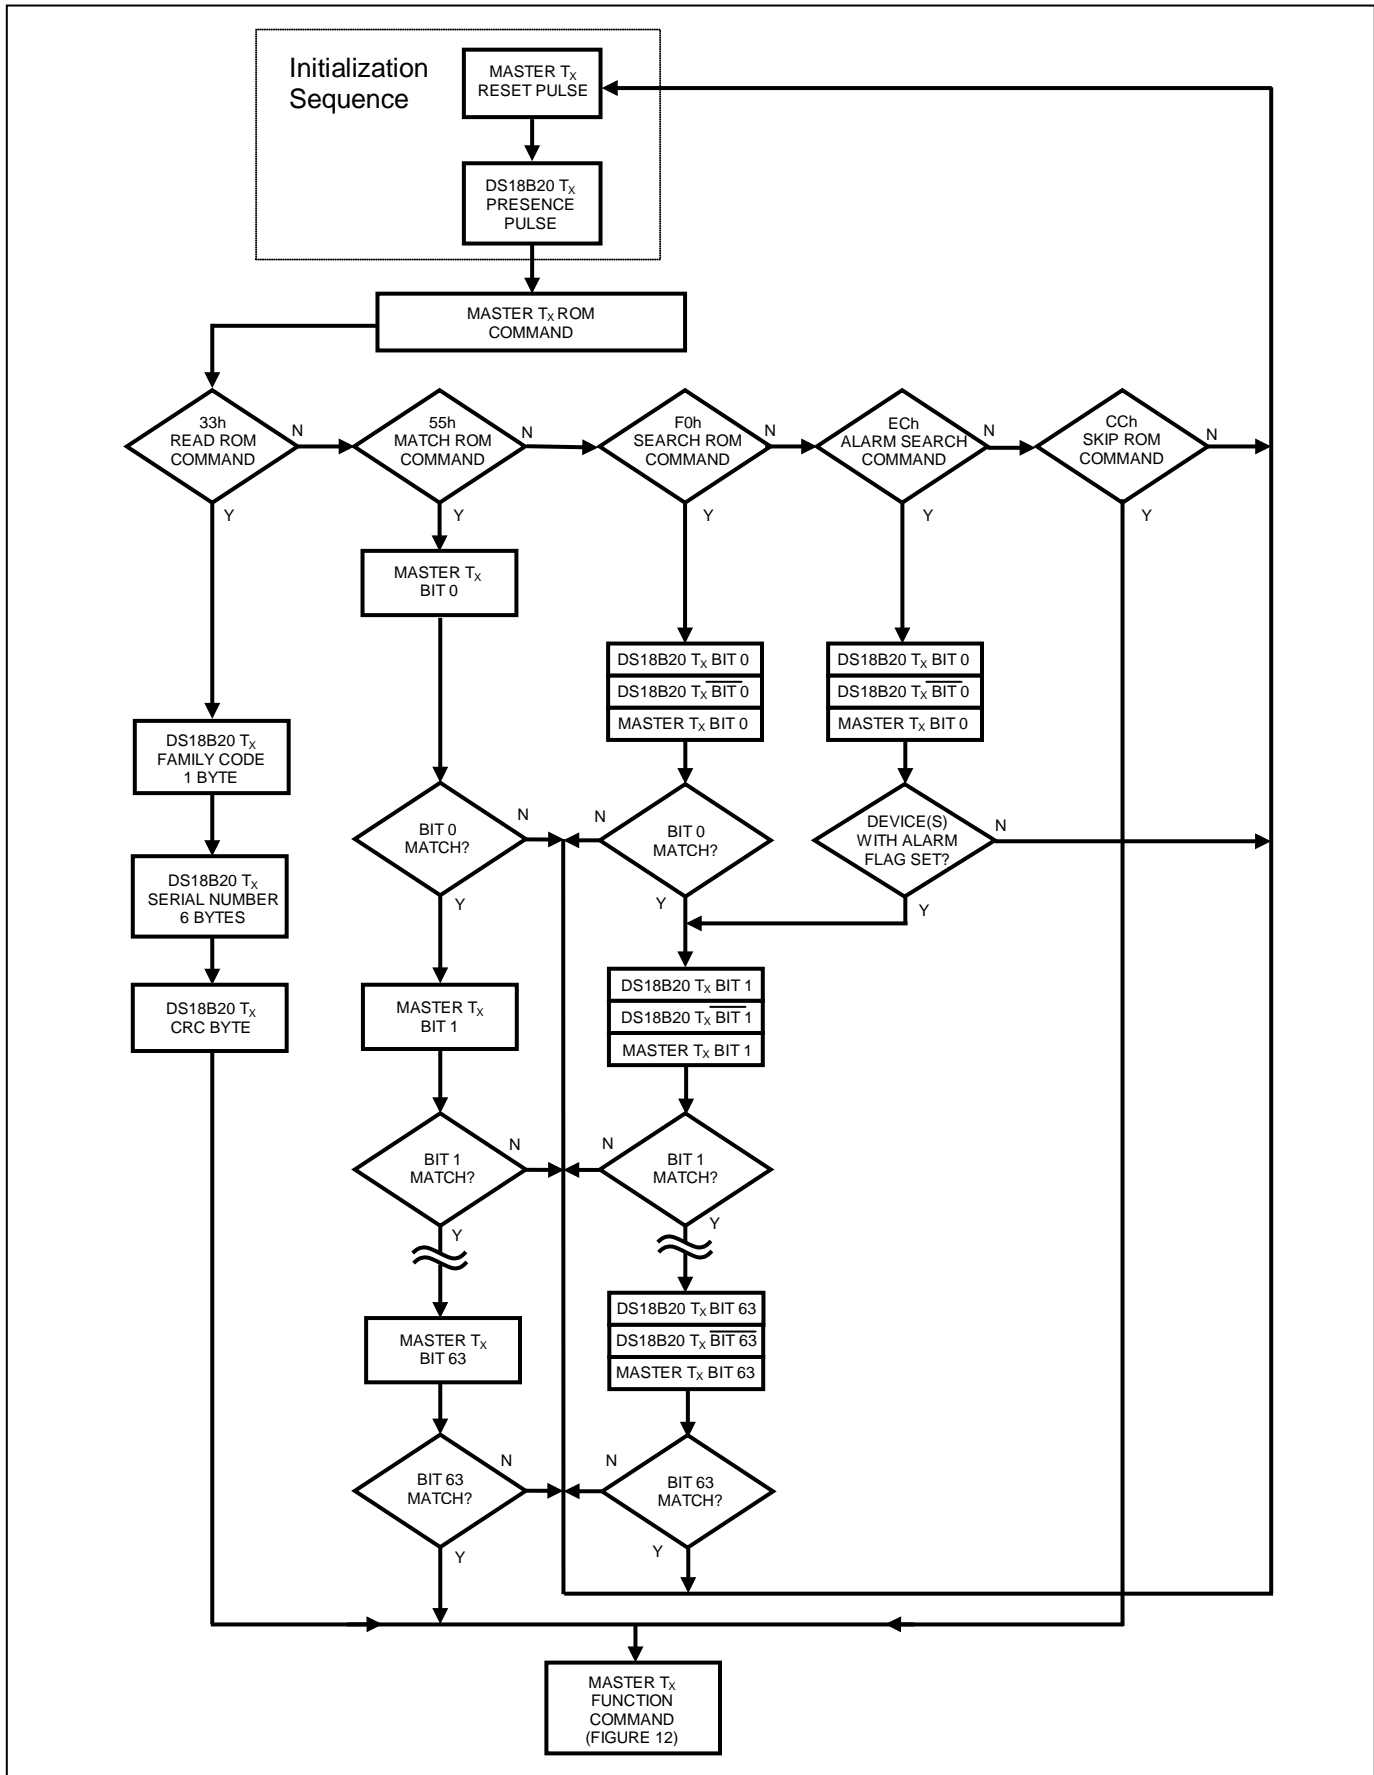 Initialization
Sequence
MASTER TX
RESET PULSE
DS18B20 TX
PRESENCE
PULSE
MASTER TX ROM
COMMAND
33h
READ ROM
COMMAND
N
Y
55h
MATCH ROM
COMMAND
N
Y
F0h
SEARCH ROM
COMMAND
N
Y
ECh
ALARM SEARCH
COMMAND
N
Y
CCh
SKIP ROM
COMMAND
N
Y
DS18B20 TX
FAMILY CODE
1 BYTE
DS18B20 TX
SERIAL NUMBER
6 BYTES
DS18B20 TX
CRC BYTE
MASTER TX
BIT 0
BIT 0
MATCH?
N
Y
MASTER TX
BIT 1
BIT 1
MATCH?
N
Y
MASTER TX
BIT 63
BIT 63
MATCH?
N
Y
DS18B20 TX BIT 0
DS18B20 TX BIT 0
MASTER TX BIT 0
BIT 0
MATCH?
N
Y
DS18B20 TX BIT 1
DS18B20 TX BIT 1
MASTER TX BIT 1
BIT 1
MATCH?
N
Y
DS18B20 TX BIT 63
DS18B20 TX BIT 63
MASTER TX BIT 63
BIT 63
MATCH?
N
Y
DS18B20 TX BIT 0
DS18B20 TX BIT 0
MASTER TX BIT 0
DEVICE(S)
WITH ALARM
FLAG SET?
N
Y
MASTER TX
FUNCTION
COMMAND
(FIGURE 12)